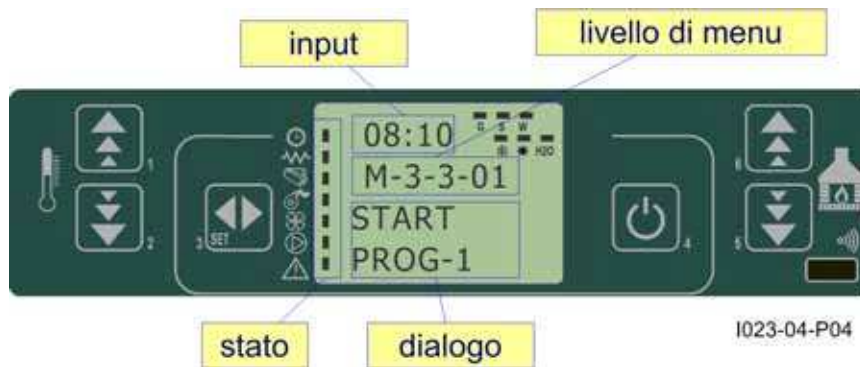 input
livello di menu
08:10
G S W
H2O
M-3-3-01
START
PROG-1
1
2
3 SET
4
5
6
stato
dialogo
I023-04-P04